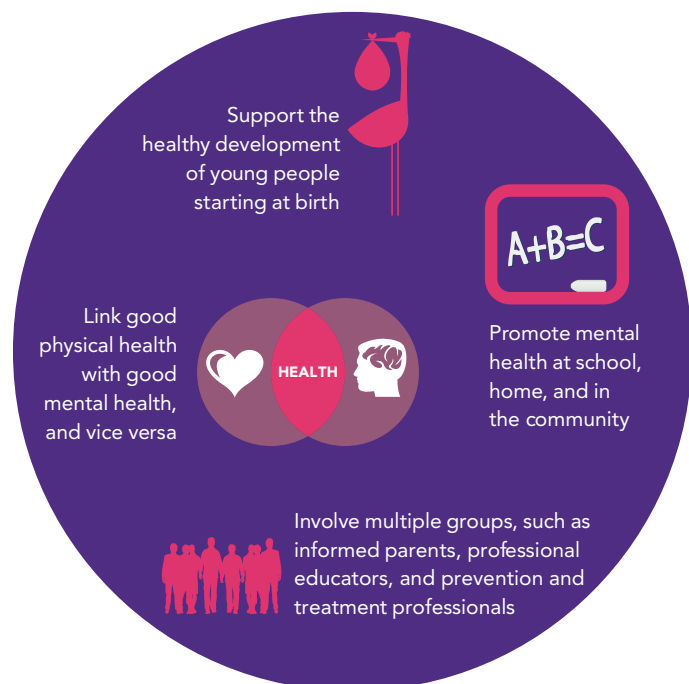 Support the
healthy development
of young people
starting at birth
A+B=C
Promote mental
health at school,
home, and in
the community
Link good
physical health
with good
mental health,
and vice versa
HEALTH
Involve multiple groups, such as
informed parents, professional
educators, and prevention and
treatment professionals